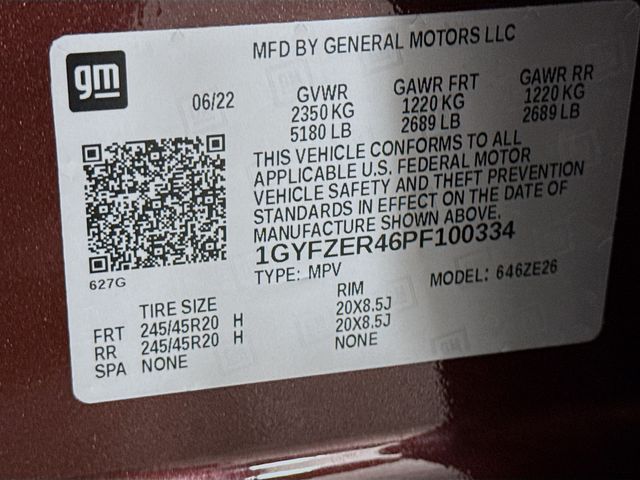 MFD BY GENERAL MOTORS LLC
gm
06/22
GVWR
2350 KG
5180 LB
GAWR FRT
1220 KG
2689 LB
GAWR RR
1220 KG
2689 LB
THIS VEHICLE CONFORMS TO ALL
APPLICABLE U.S. FEDERAL MOTOR
VEHICLE SAFETY AND THEFT PREVENTION
STANDARDS IN EFFECT ON THE DATE OF
MANUFACTURE SHOWN ABOVE.
1GYFZER46PF100334
TYPE: MPV
MODEL: 646ZE26
627G
TIRE SIZE
RIM
FRT 245/45R20 H 20X8.5J
RR 245/45R20 H 20X8.5J
SPA NONE NONE